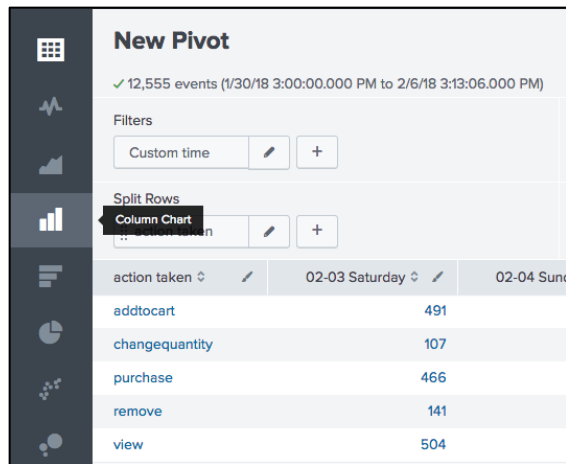 New Pivot
✓ 12,555 events (1/30/18 3:00:00.000 PM to 2/6/18 3:13:06.000 PM)
Filters
Custom time
+
Split Rows
Column Chart
action taken
+
action taken 02-03 Saturday 02-04 Sund
addtocart 491
changequantity 107
purchase 466
remove 141
view 504